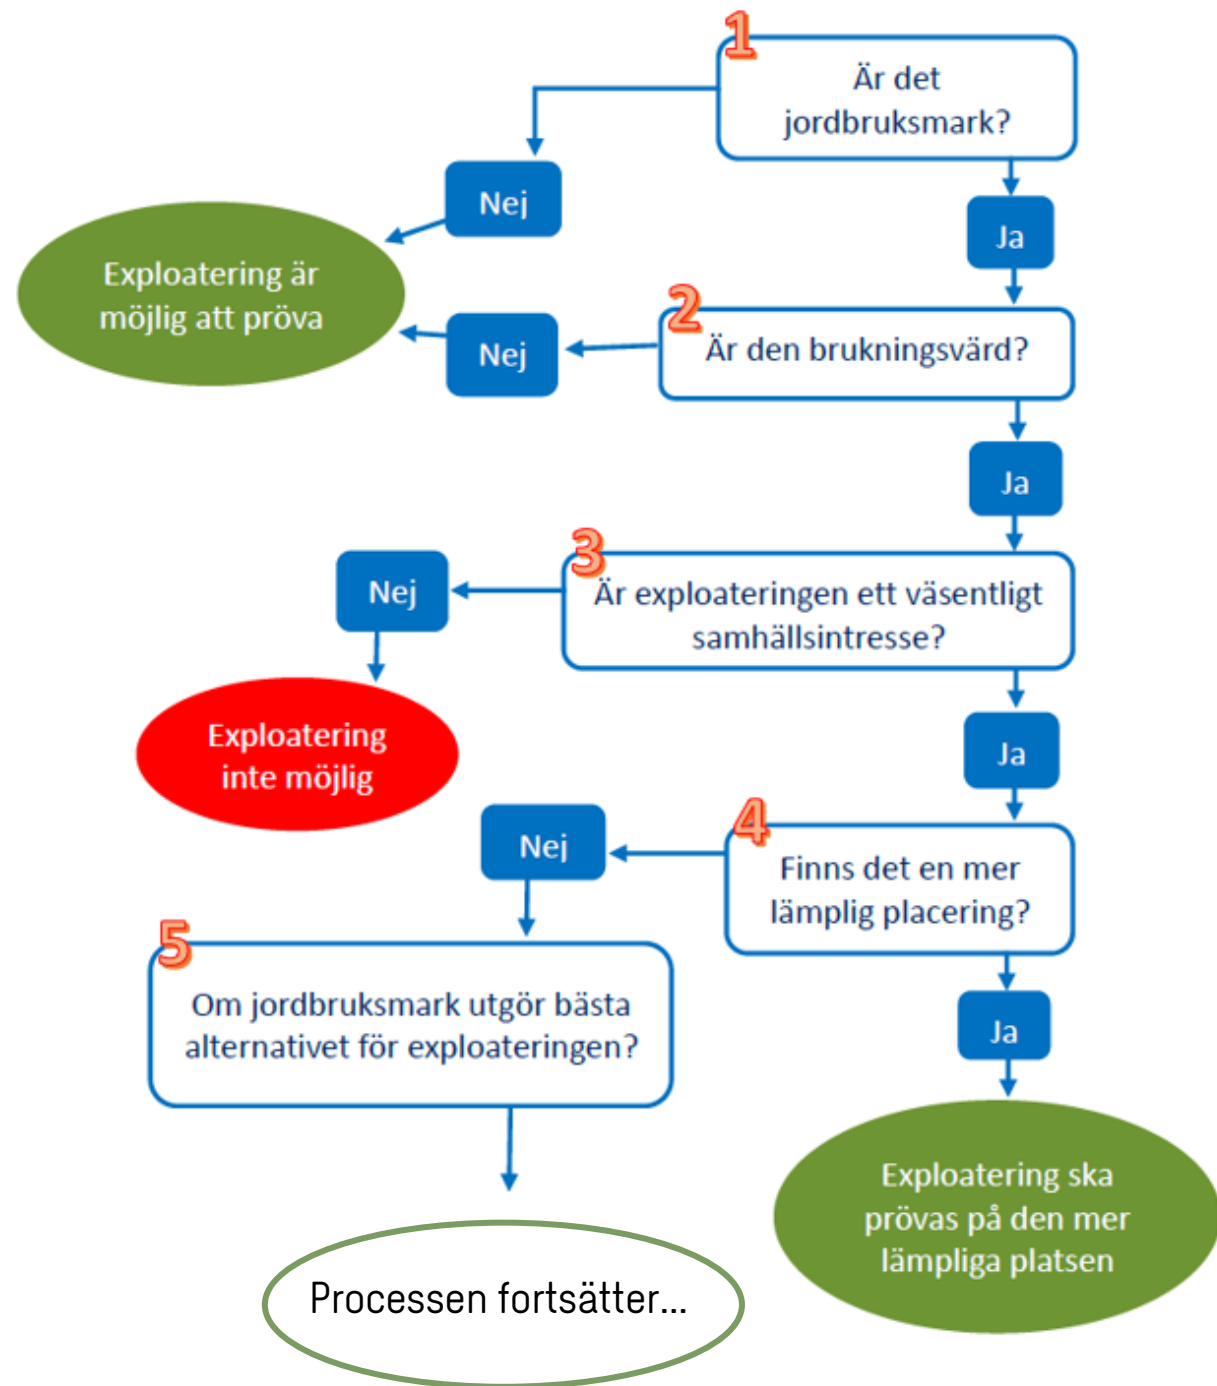 1
Är det
jordbruksmark?
Nej
Ja
Exploatering är
möjlig att pröva
2
Är den brukningsvärd?
Nej
Ja
3
Är exploateringen ett väsentligt
samhällsintresse?
Nej
Exploatering
inte möjlig
Ja
4
Finns det en mer
lämplig placering?
Nej
5
Om jordbruksmark utgör bästa
alternativet för exploateringen?
Ja
Exploatering ska
prövas på den mer
lämpliga platsen
Processen fortsätter...